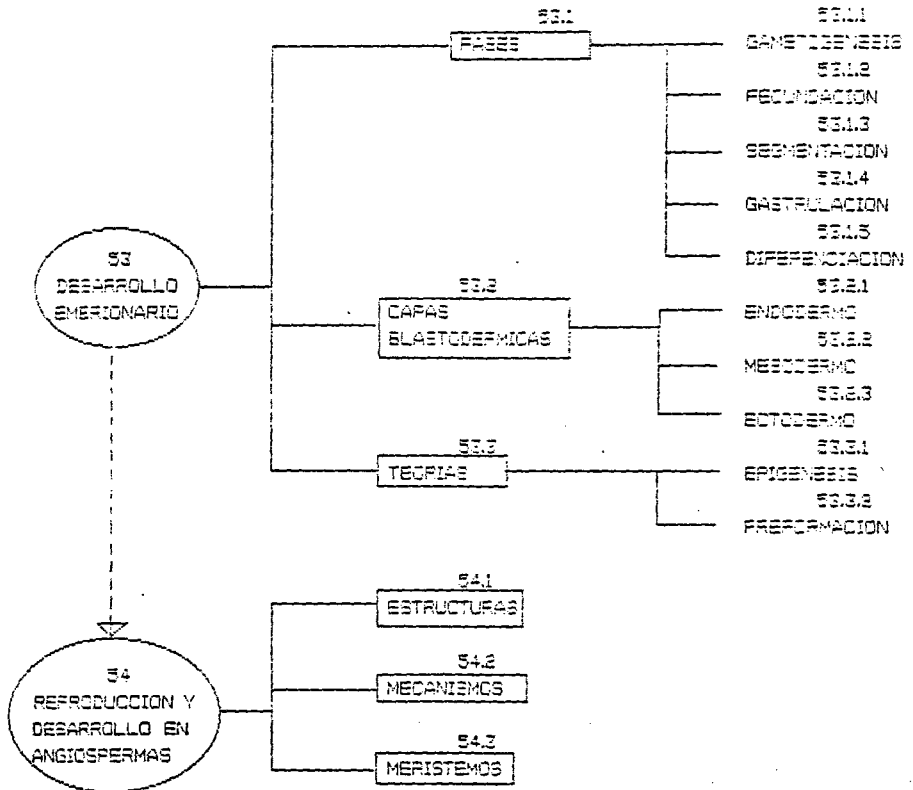 53
DESARROLLO
EMBRIONARIO
53.1
FASES
53.1.1
GAMETOGENESIS
53.1.2
FECUNDACION
53.1.3
SEGMENTACION
53.1.4
GASTRULACION
53.1.5
DIFERENCIACION
53.2
CAPAS
BLASTODERMICAS
53.2.1
ENDODERMO
53.2.2
MESODERMO
53.2.3
ECTODERMO
53.3
TEORIAS
53.3.1
EPIGENESIS
53.3.2
PREFORMACION
54
REPRODUCCION Y
DESARROLLO EN
ANGIOSPERMAS
54.1
ESTRUCTURAS
54.2
MECANISMOS
54.3
MERISTEMOS